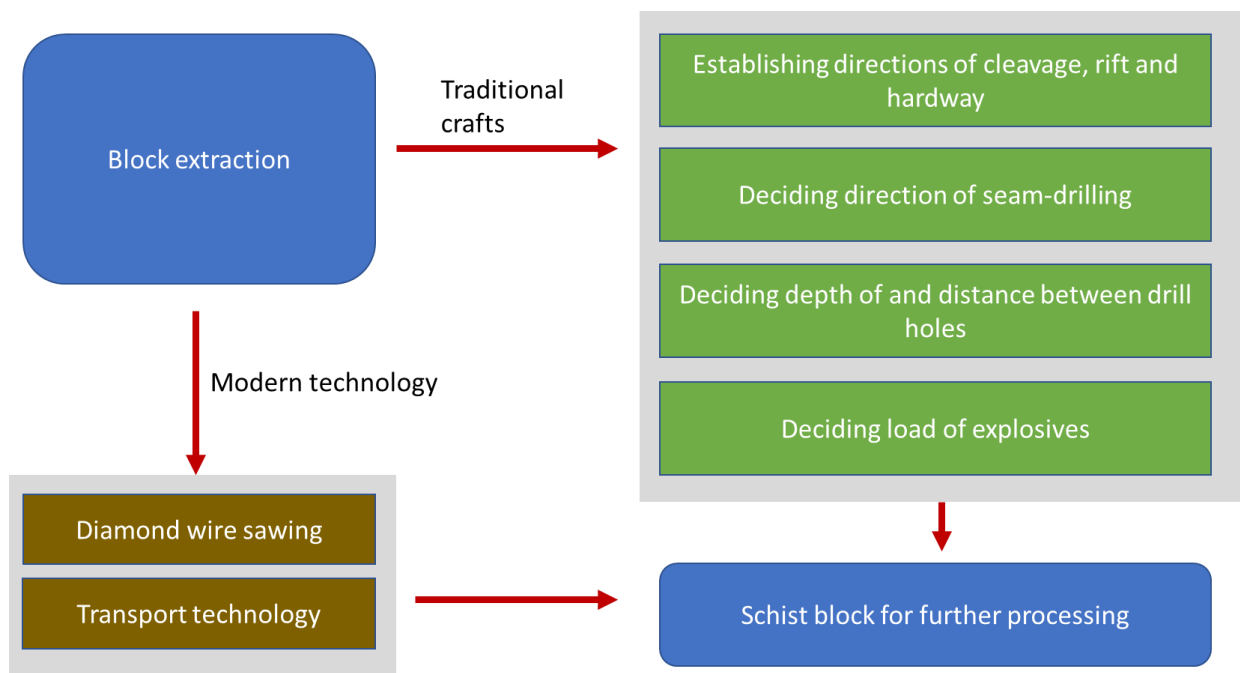 Block extraction
Traditional
crafts
Establishing directions of cleavage, rift and
hardway
Deciding direction of seam-drilling
Deciding depth of and distance between drill
holes
Deciding load of explosives
Modern technology
Diamond wire sawing
Transport technology
Schist block for further processing